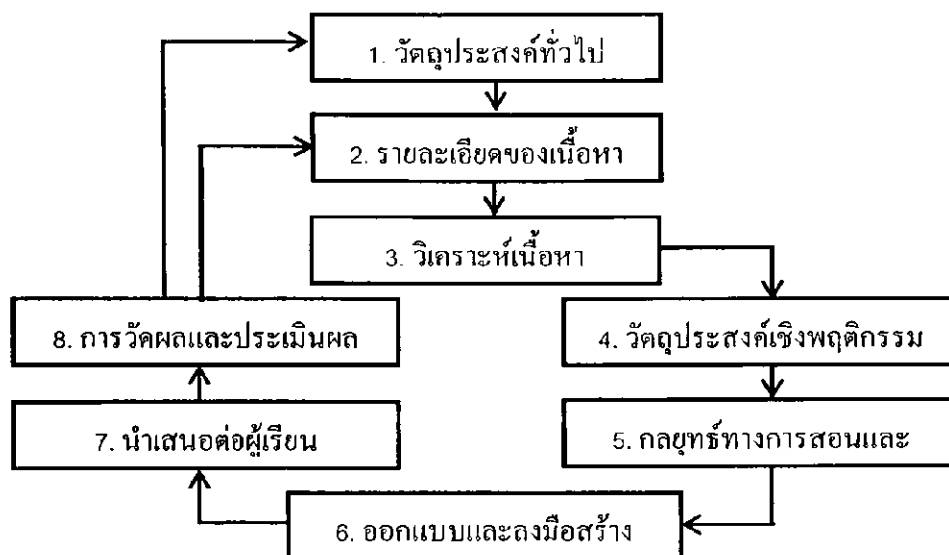 1. วัตถุประสงค์ทั่วไป
2. รายละเอียดของเนื้อหา
3. วิเคราะห์เนื้อหา
4. วัตถุประสงค์เชิงพฤติกรรม
5. กลยุทธ์ทางการสอนและ
6. ออกแบบและลงมือสร้าง
7. นำเสนอต่อผู้เรียน
8. การวัดผลและประเมินผล